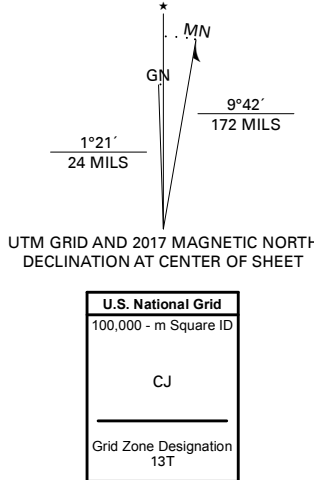 MN
GN
9°42´
172 MILS
1°21´
24 MILS
UTM GRID AND 2017 MAGNETIC NORTH
DECLINATION AT CENTER OF SHEET
U.S. National Grid
100,000 - m Square ID
CJ
Grid Zone Designation
13T